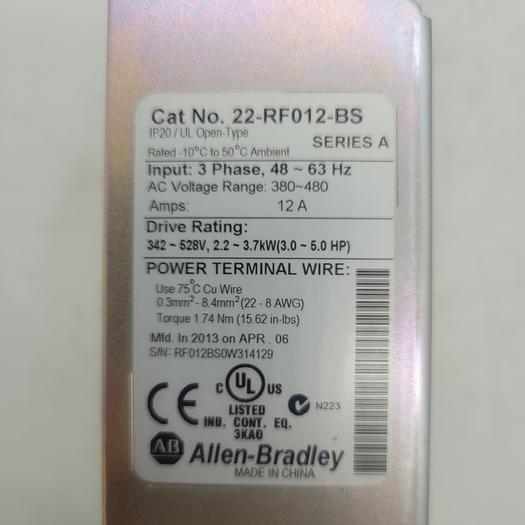 Cat No. 22-RF012-BS
IP20 / UL Open-Type
SERIES A
Rated -10°C to 50°C Ambient
Input: 3 Phase, 48 ~ 63 Hz
AC Voltage Range: 380~480
Amps: 12 A
Drive Rating:
342 ~ 528V, 2.2 ~ 3.7kW(3.0 ~ 5.0 HP)
POWER TERMINAL WIRE:
Use 75°C Cu Wire
0.3mm² - 8.4mm²(22 - 8 AWG)
Torque 1.74 Nm (15.62 in-lbs)
Mfd. In 2013 on APR . 06
S/N: RF012BS0W314129
CE
C UL US
LISTED
IND. CONT. EQ.
3KA0
N223
AB Allen-Bradley
MADE IN CHINA